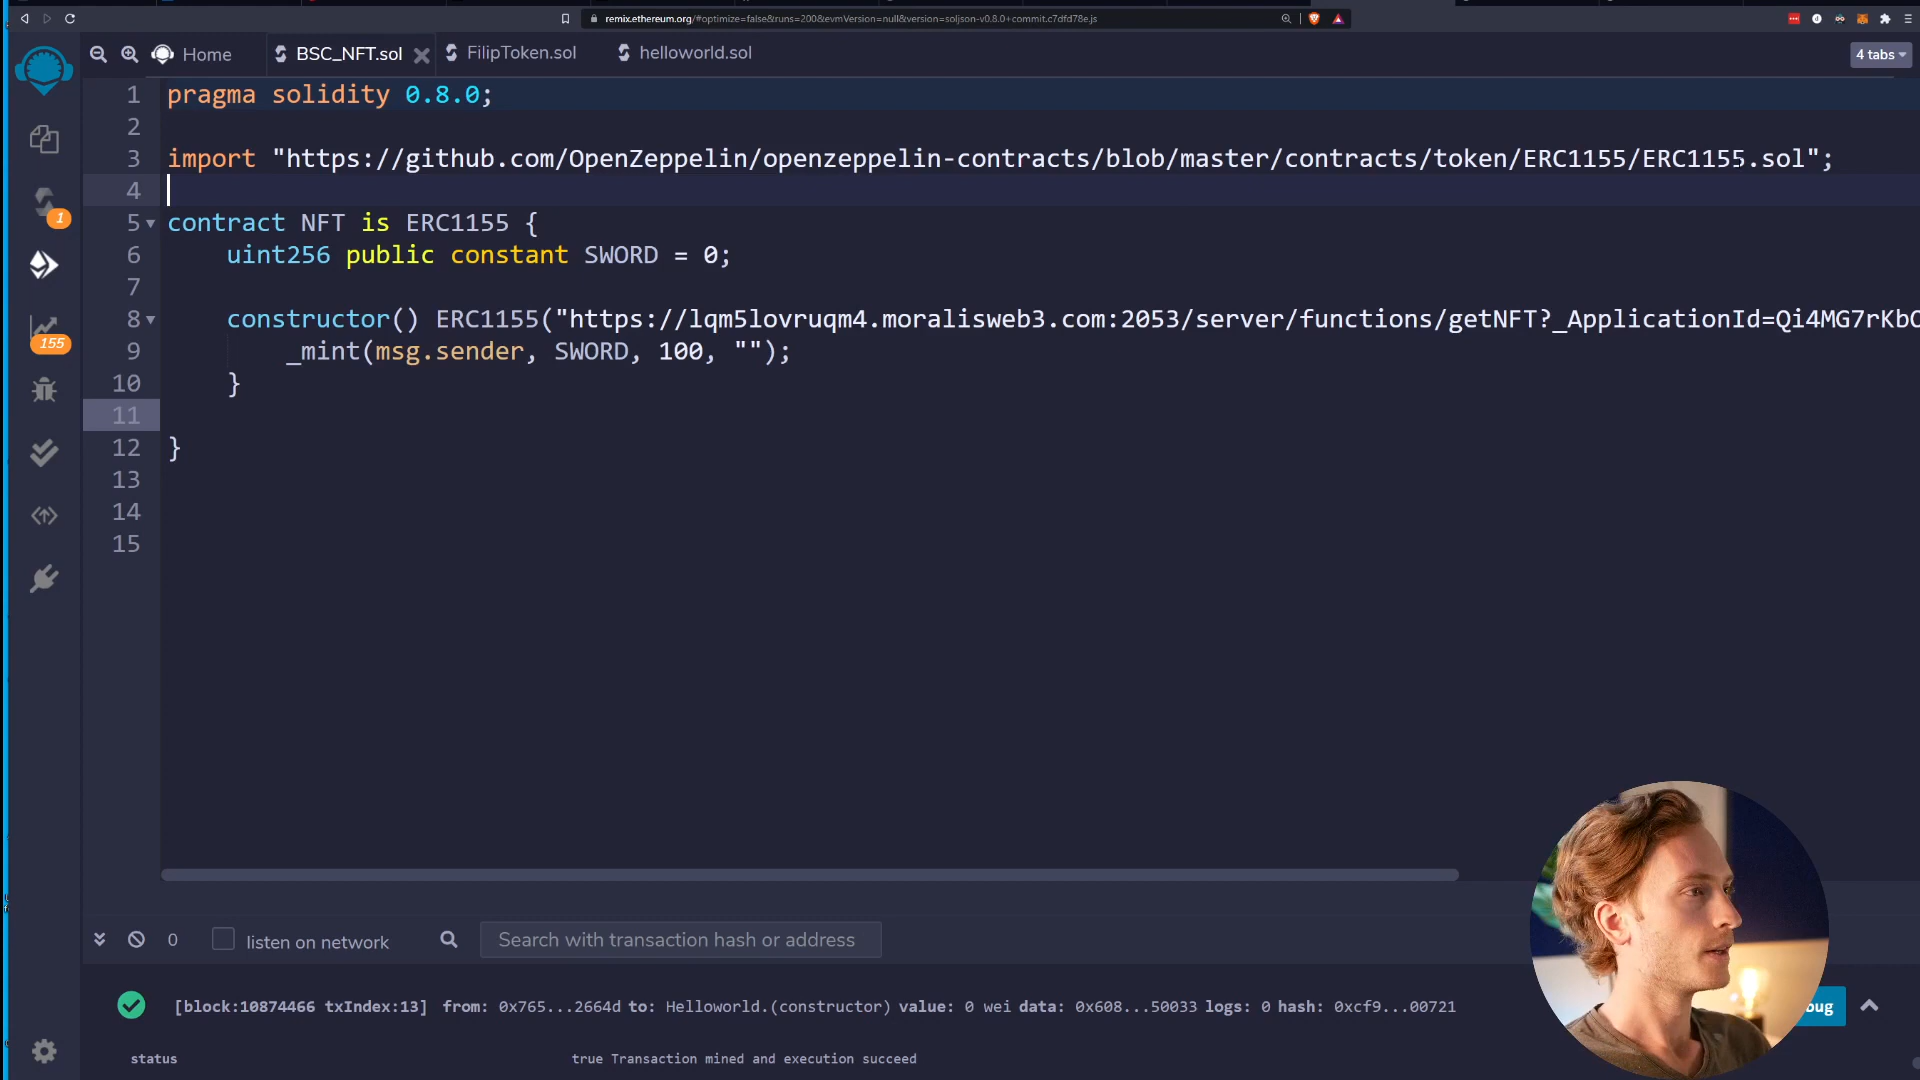 remix.ethereum.org/#optimize=false&runs=200&evmVersion=null&version=soljson-v0.8.0+commit.c7dfd78e.js
Home
BSC_NFT.sol
FilipToken.sol
helloworld.sol
4 tabs
1 pragma solidity 0.8.0;
2
3 import "https://github.com/OpenZeppelin/openzeppelin-contracts/blob/master/contracts/token/ERC1155/ERC1155.sol";
4
5 contract NFT is ERC1155 {
6 uint256 public constant SWORD = 0;
7
8 constructor() ERC1155("https://lqm5lovruqm4.moralisweb3.com:2053/server/functions/getNFT?_ApplicationId=Qi4MG7rKbC
9 _mint(msg.sender, SWORD, 100, "");
10 }
11
12 }
13
14
15
1
155
0 listen on network Search with transaction hash or address
[block:10874466 txIndex:13] from: 0x765...2664d to: Helloworld.(constructor) value: 0 wei data: 0x608...50033 logs: 0 hash: 0xcf9...00721
bug
status true Transaction mined and execution succeed